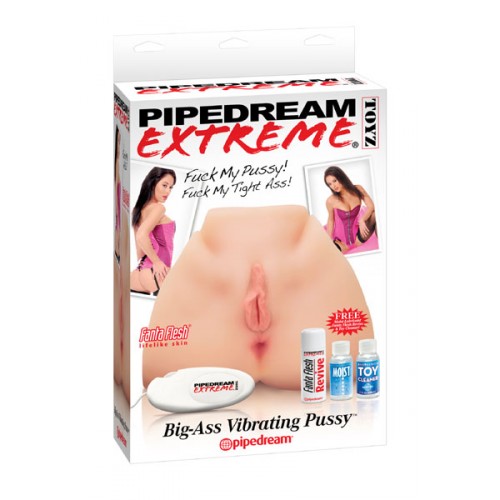 PIPEDREAM
EXTREME®
TOYZ
Fuck My Pussy!
Fuck My Tight Ass!
Fanta Flesh®
lifelike skin
FREE
PIPEDREAM
EXTREME
Fanta Flesh
Revive
MOIST
TOY
CLEANER
Big-Ass Vibrating Pussy™
pipedream®